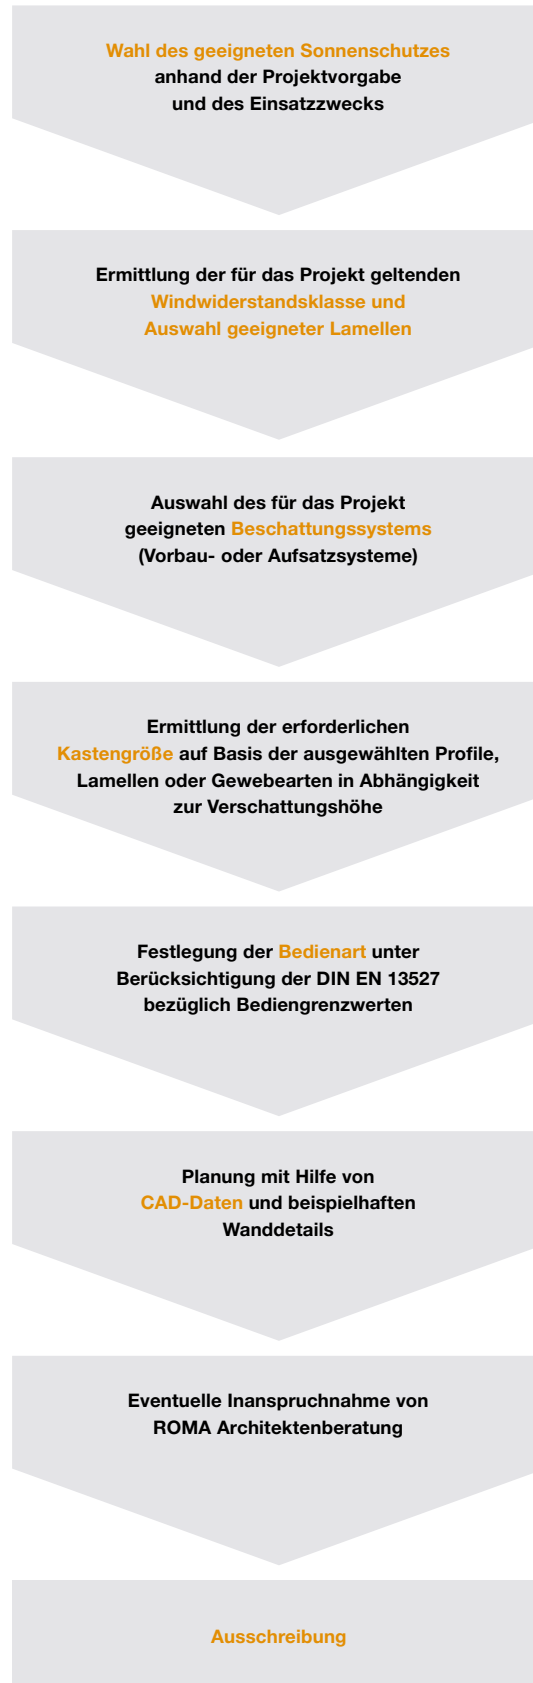 Wahl des geeigneten Sonnenschutzes
anhand der Projektvorgabe
und des Einsatzzwecks
Ermittlung der für das Projekt geltenden
Windwiderstandsklasse und
Auswahl geeigneter Lamellen
Auswahl des für das Projekt
geeigneten Beschattungssystems
(Vorbau- oder Aufsatzsysteme)
Ermittlung der erforderlichen
Kastengröße auf Basis der ausgewählten Profile,
Lamellen oder Gewebearten in Abhängigkeit
zur Verschattungshöhe
Festlegung der Bedienart unter
Berücksichtigung der DIN EN 13527
bezüglich Bediengrenzwerten
Planung mit Hilfe von
CAD-Daten und beispielhaften
Wanddetails
Eventuelle Inanspruchnahme von
ROMA Architektenberatung
Ausschreibung